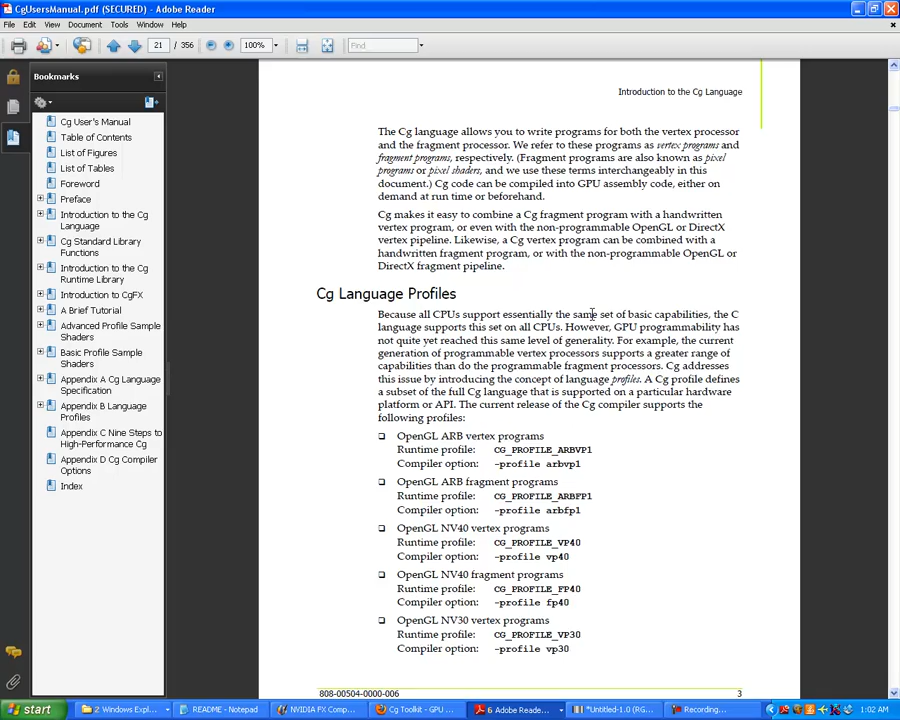 CgUsersManual.pdf (SECURED) - Adobe Reader
File Edit View Document Tools Window Help
21 / 356 100% Find
Bookmarks
Cg User's Manual
Table of Contents
List of Figures
List of Tables
Foreword
Preface
Introduction to the Cg
Language
Cg Standard Library
Functions
Introduction to the Cg
Runtime Library
Introduction to CgFX
A Brief Tutorial
Advanced Profile Sample
Shaders
Basic Profile Sample
Shaders
Appendix A Cg Language
Specification
Appendix B Language
Profiles
Appendix C Nine Steps to
High-Performance Cg
Appendix D Cg Compiler
Options
Index
Introduction to the Cg Language
The Cg language allows you to write programs for both the vertex processor
and the fragment processor. We refer to these programs as vertex programs and
fragment programs, respectively. (Fragment programs are also known as pixel
programs or pixel shaders, and we use these terms interchangeably in this
document.) Cg code can be compiled into GPU assembly code, either on
demand at run time or beforehand.
Cg makes it easy to combine a Cg fragment program with a handwritten
vertex program, or even with the non-programmable OpenGL or DirectX
vertex pipeline. Likewise, a Cg vertex program can be combined with a
handwritten fragment program, or with the non-programmable OpenGL or
DirectX fragment pipeline.
Cg Language Profiles
Because all CPUs support essentially the same set of basic capabilities, the C
language supports this set on all CPUs. However, GPU programmability has
not quite yet reached this same level of generality. For example, the current
generation of programmable vertex processors supports a greater range of
capabilities than do the programmable fragment processors. Cg addresses
this issue by introducing the concept of language profiles. A Cg profile defines
a subset of the full Cg language that is supported on a particular hardware
platform or API. The current release of the Cg compiler supports the
following profiles:
OpenGL ARB vertex programs
Runtime profile: CG_PROFILE_ARBVP1
Compiler option: -profile arbvp1
OpenGL ARB fragment programs
Runtime profile: CG_PROFILE_ARBFP1
Compiler option: -profile arbfp1
OpenGL NV40 vertex programs
Runtime profile: CG_PROFILE_VP40
Compiler option: -profile vp40
OpenGL NV40 fragment programs
Runtime profile: CG_PROFILE_FP40
Compiler option: -profile fp40
OpenGL NV30 vertex programs
Runtime profile: CG_PROFILE_VP30
Compiler option: -profile vp30
808-00504-0000-006 3
start 2 Windows Expl... README - Notepad NVIDIA FX Comp... Cg Toolkit - GPU ... 6 Adobe Reade... *Untitled-1.0 (RG... Recording... 1:02 AM